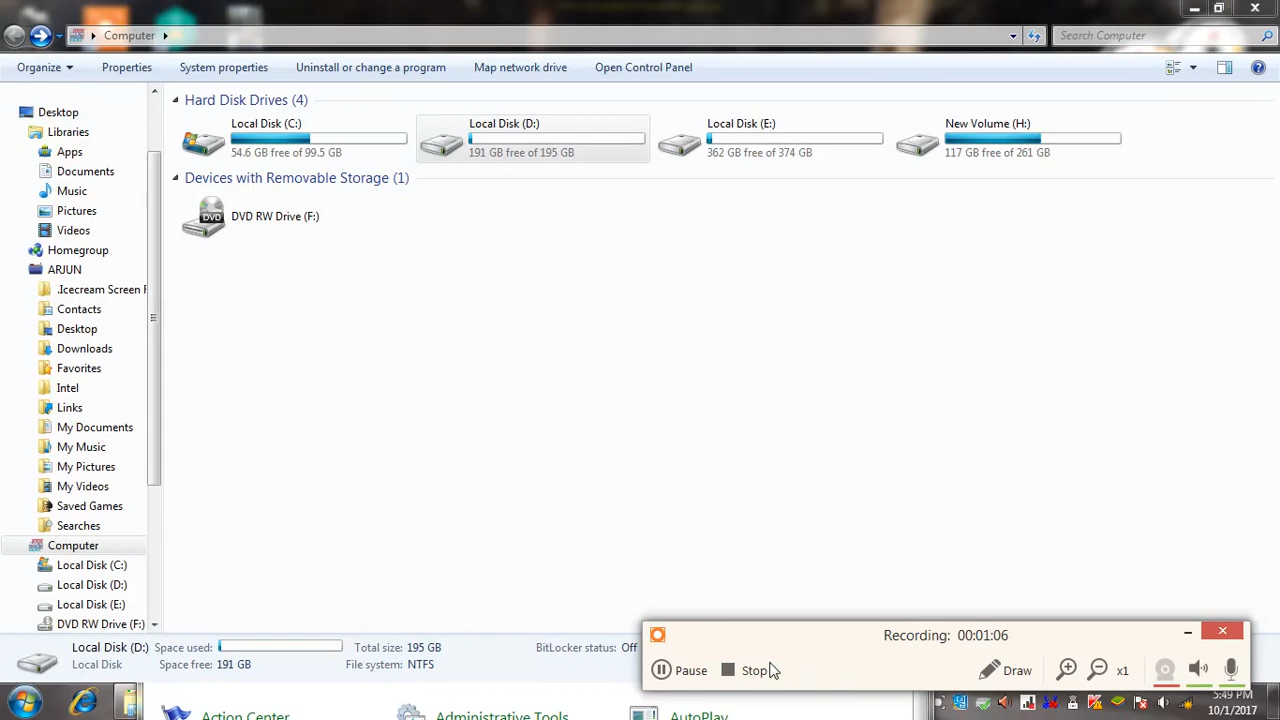 Computer
Search Computer
Organize
Properties
System properties
Uninstall or change a program
Map network drive
Open Control Panel
Desktop
Libraries
Apps
Documents
Music
Pictures
Videos
Homegroup
ARJUN
.Icecream Screen
Contacts
Desktop
Downloads
Favorites
Intel
Links
My Documents
My Music
My Pictures
My Videos
Saved Games
Searches
Computer
Local Disk (C:)
Local Disk (D:)
Local Disk (E:)
DVD RW Drive (F:)
Hard Disk Drives (4)
Local Disk (C:)
54.6 GB free of 99.5 GB
Local Disk (D:)
191 GB free of 195 GB
Local Disk (E:)
362 GB free of 374 GB
New Volume (H:)
117 GB free of 261 GB
Devices with Removable Storage (1)
DVD
DVD RW Drive (F:)
Local Disk (D:) Space used: Total size: 195 GB BitLocker status: Off
Local Disk Space free: 191 GB File system: NTFS
Recording: 00:01:06
Pause
Stop
Draw
x1
Action Center
Administrative Tools
AutoPlay
5:49 PM
10/1/2017